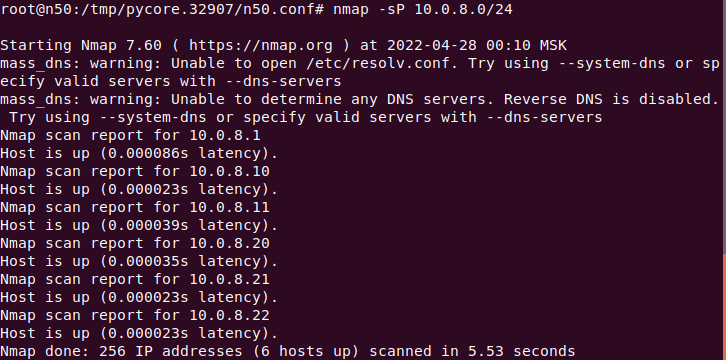 root@n50:/tmp/pycore.32907/n50.conf# nmap -sP 10.0.8.0/24
Starting Nmap 7.60 ( https://nmap.org ) at 2022-04-28 00:10 MSK
mass_dns: warning: Unable to open /etc/resolv.conf. Try using --system-dns or sp
ecify valid servers with --dns-servers
mass_dns: warning: Unable to determine any DNS servers. Reverse DNS is disabled.
 Try using --system-dns or specify valid servers with --dns-servers
Nmap scan report for 10.0.8.1
Host is up (0.000086s latency).
Nmap scan report for 10.0.8.10
Host is up (0.000023s latency).
Nmap scan report for 10.0.8.11
Host is up (0.000039s latency).
Nmap scan report for 10.0.8.20
Host is up (0.000035s latency).
Nmap scan report for 10.0.8.21
Host is up (0.000023s latency).
Nmap scan report for 10.0.8.22
Host is up (0.000023s latency).
Nmap done: 256 IP addresses (6 hosts up) scanned in 5.53 seconds